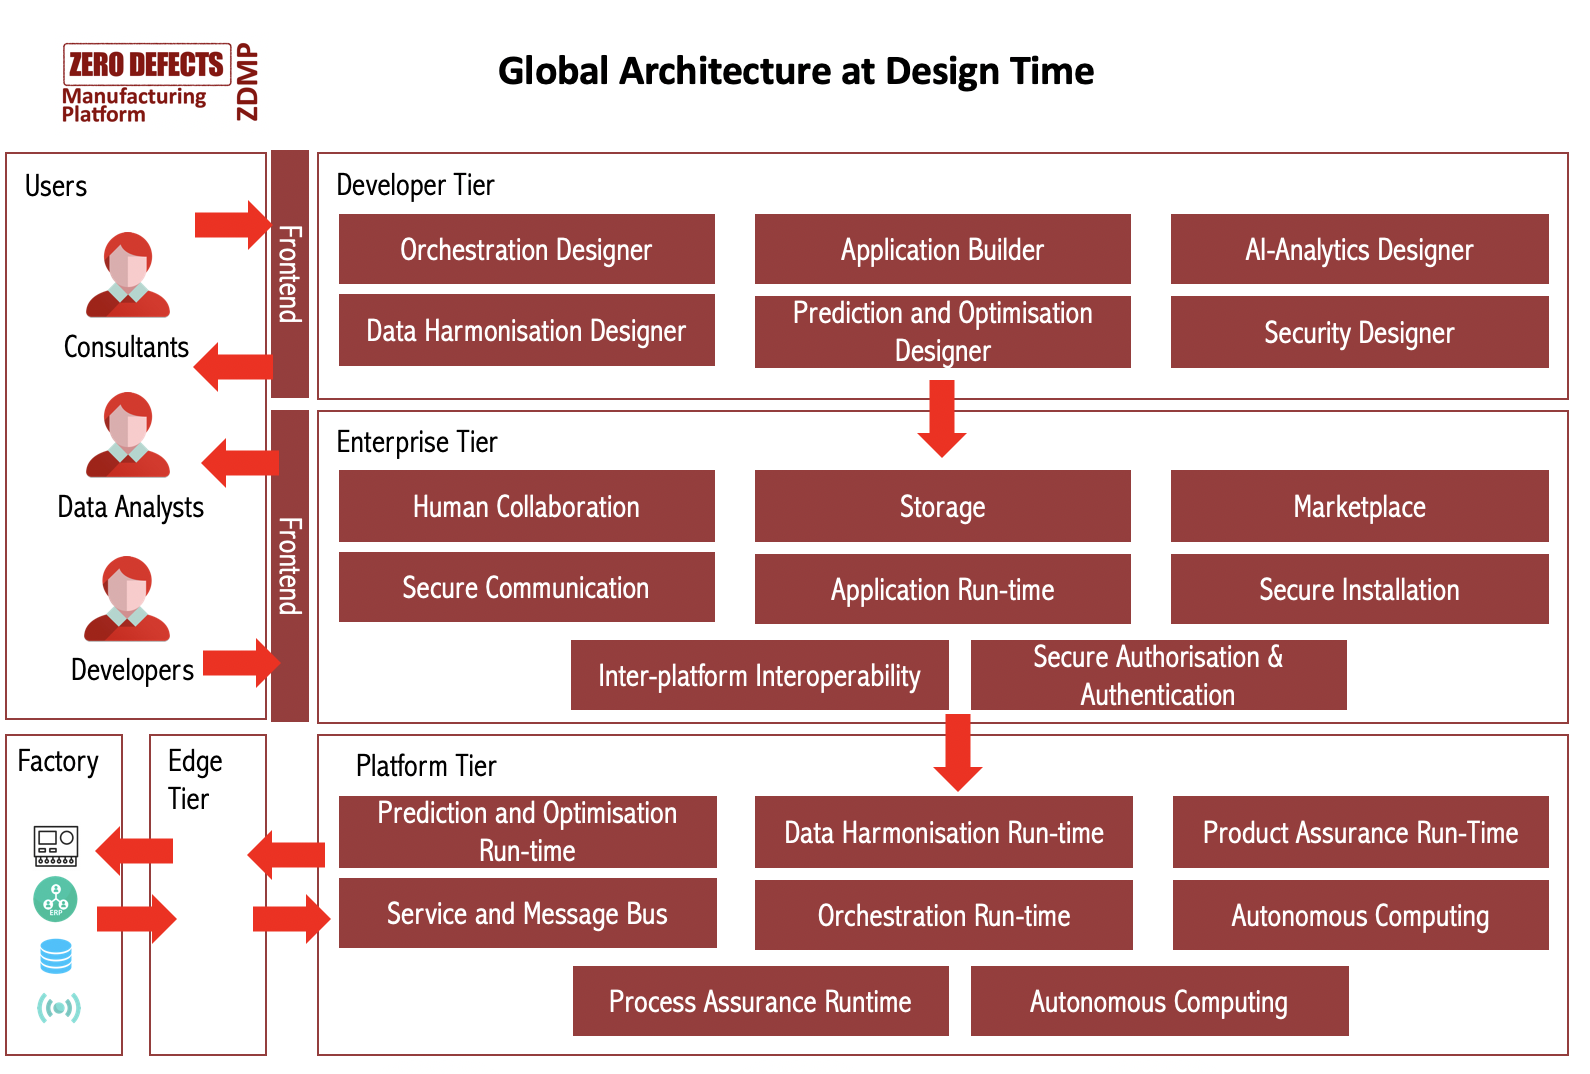 ZERO DEFECTS
Manufacturing
Platform
ZDMP
Global Architecture at Design Time
Users
Consultants
Data Analysts
Developers
Frontend
Frontend
Developer Tier
Orchestration Designer
Application Builder
AI-Analytics Designer
Data Harmonisation Designer
Prediction and Optimisation
Designer
Security Designer
Enterprise Tier
Human Collaboration
Storage
Marketplace
Secure Communication
Application Run-time
Secure Installation
Inter-platform Interoperability
Secure Authorisation &
Authentication
Factory
ERP
Edge
Tier
Platform Tier
Prediction and Optimisation
Run-time
Data Harmonisation Run-time
Product Assurance Run-Time
Service and Message Bus
Orchestration Run-time
Autonomous Computing
Process Assurance Runtime
Autonomous Computing